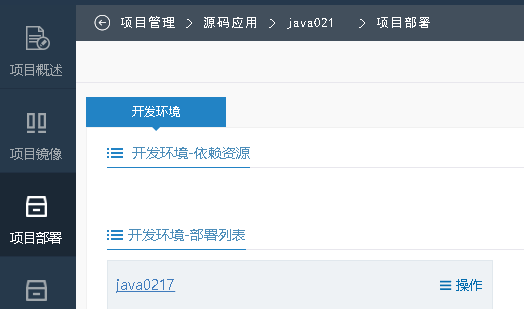 项目管理 > 源码应用 > java021 > 项目部署
项目概述
项目镜像
项目部署
开发环境
开发环境-依赖资源
开发环境-部署列表
java0217
操作